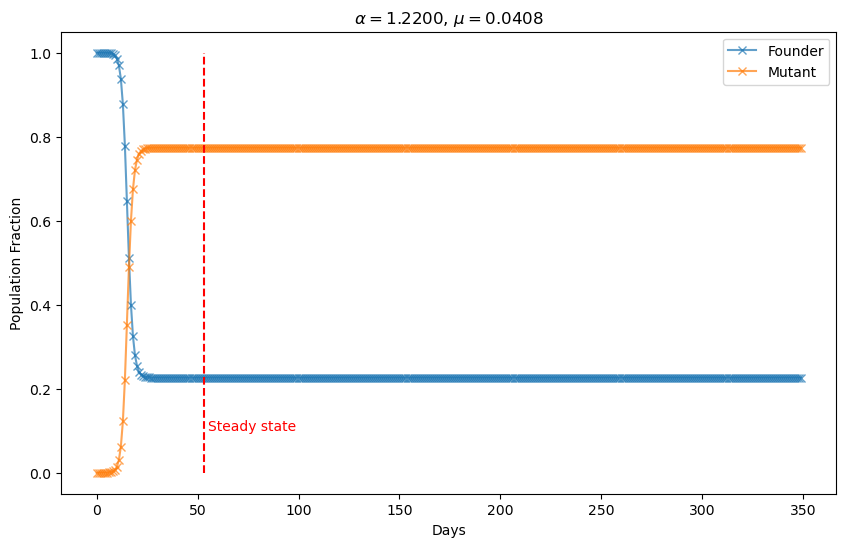 α = 1.2200, μ = 0.0408
Founder
Mutant
1.0
0.8
0.6
0.4
0.2
0.0
Population Fraction
Steady state
0 50 100 150 200 250 300 350
Days